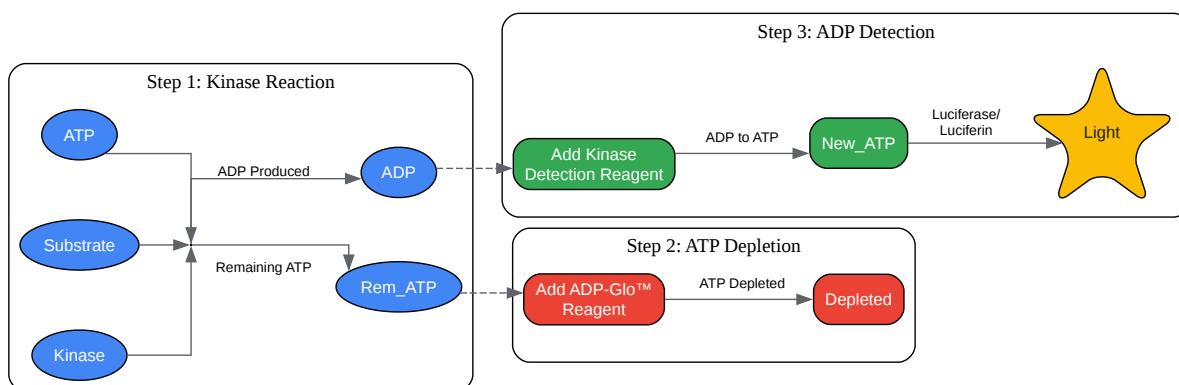 Step 1: Kinase Reaction
ATP
Substrate
Kinase
ADP Produced
Remaining ATP
ADP
Rem_ATP
Step 3: ADP Detection
Add Kinase
Detection Reagent
ADP to ATP
New_ATP
Luciferase/
Luciferin
Light
Step 2: ATP Depletion
Add ADP-Glo™
Reagent
ATP Depleted
Depleted